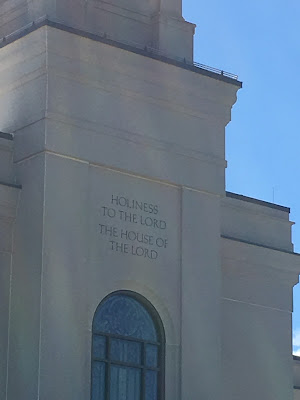 HOLINESS
TO THE LORD
THE HOUSE OF
THE LORD